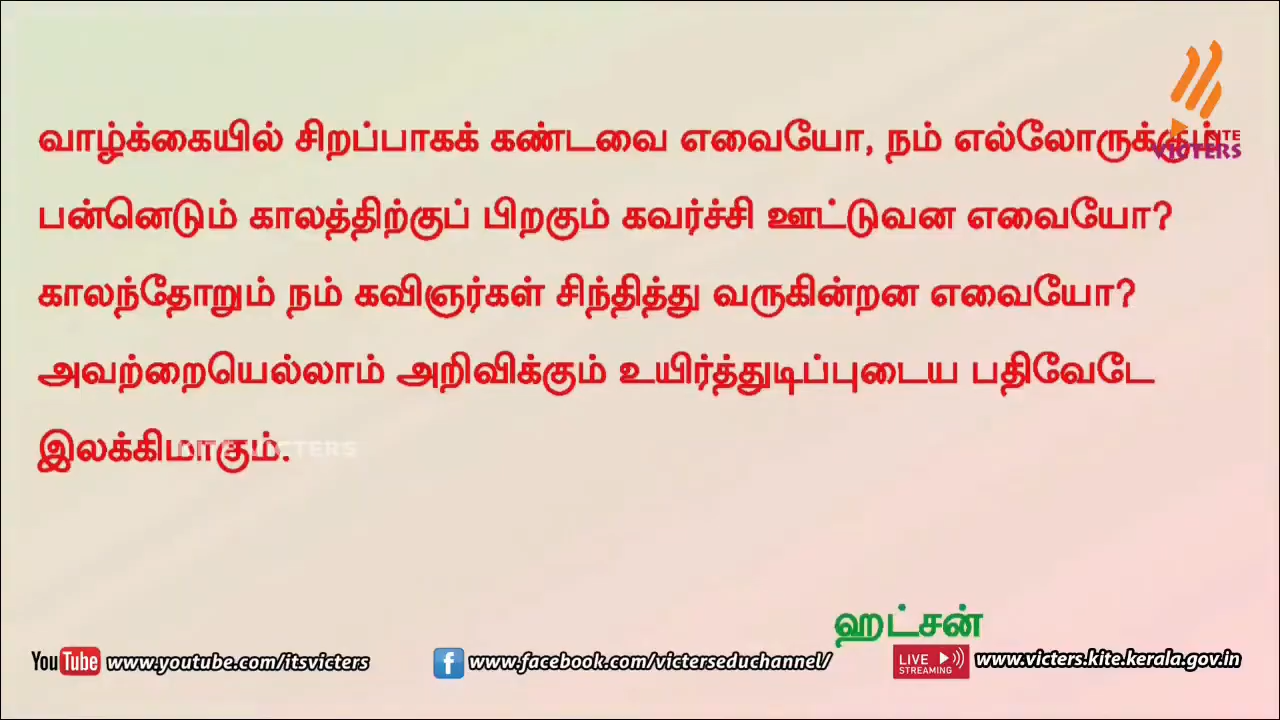 வாழ்க்கையில் சிறப்பாகக் கண்டவை எவையோ, நம் எல்லோருக்கும்
KITE
VICTERS
பன்னெடும் காலத்திற்குப் பிறகும் கவர்ச்சி ஊட்டுவன எவையோ?
காலந்தோறும் நம் கவிஞர்கள் சிந்தித்து வருகின்றன எவையோ?
அவற்றையெல்லாம் அறிவிக்கும் உயிர்த்துடிப்புடைய பதிவேடே
இலக்கிமாகும்.
KITE VICTERS
ஹட்சன்
YouTube www.youtube.com/itsvicters
f www.facebook.com/victerseduchannel/
LIVE STREAMING www.victers.kite.kerala.gov.in